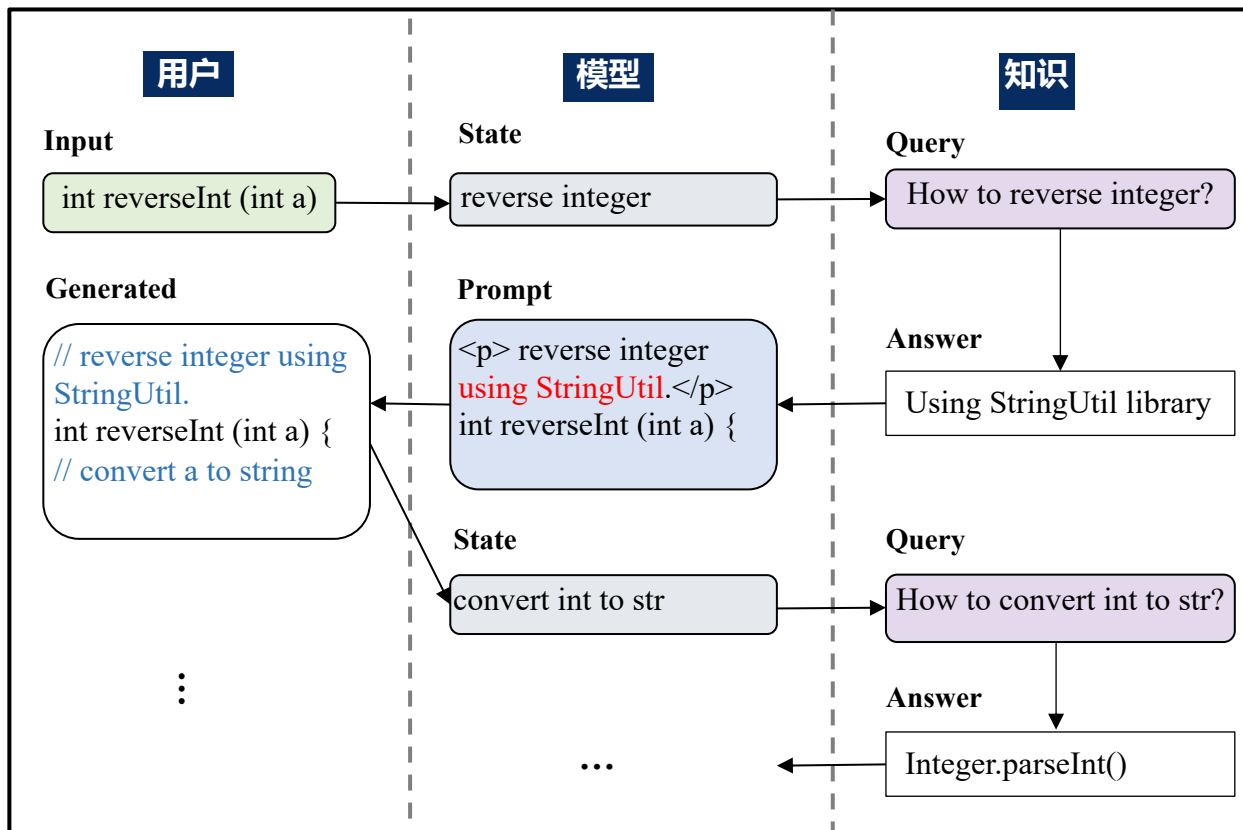 用户
模型
知识
Input
State
Query
int reverseInt (int a)
reverse integer
How to reverse integer?
Generated
Prompt
Answer
// reverse integer using
StringUtil.
int reverseInt (int a) {
// convert a to string
<p> reverse integer
using StringUtil.</p>
int reverseInt (int a) {
Using StringUtil library
State
Query
convert int to str
How to convert int to str?
⋮
Answer
...
Integer.parseInt()